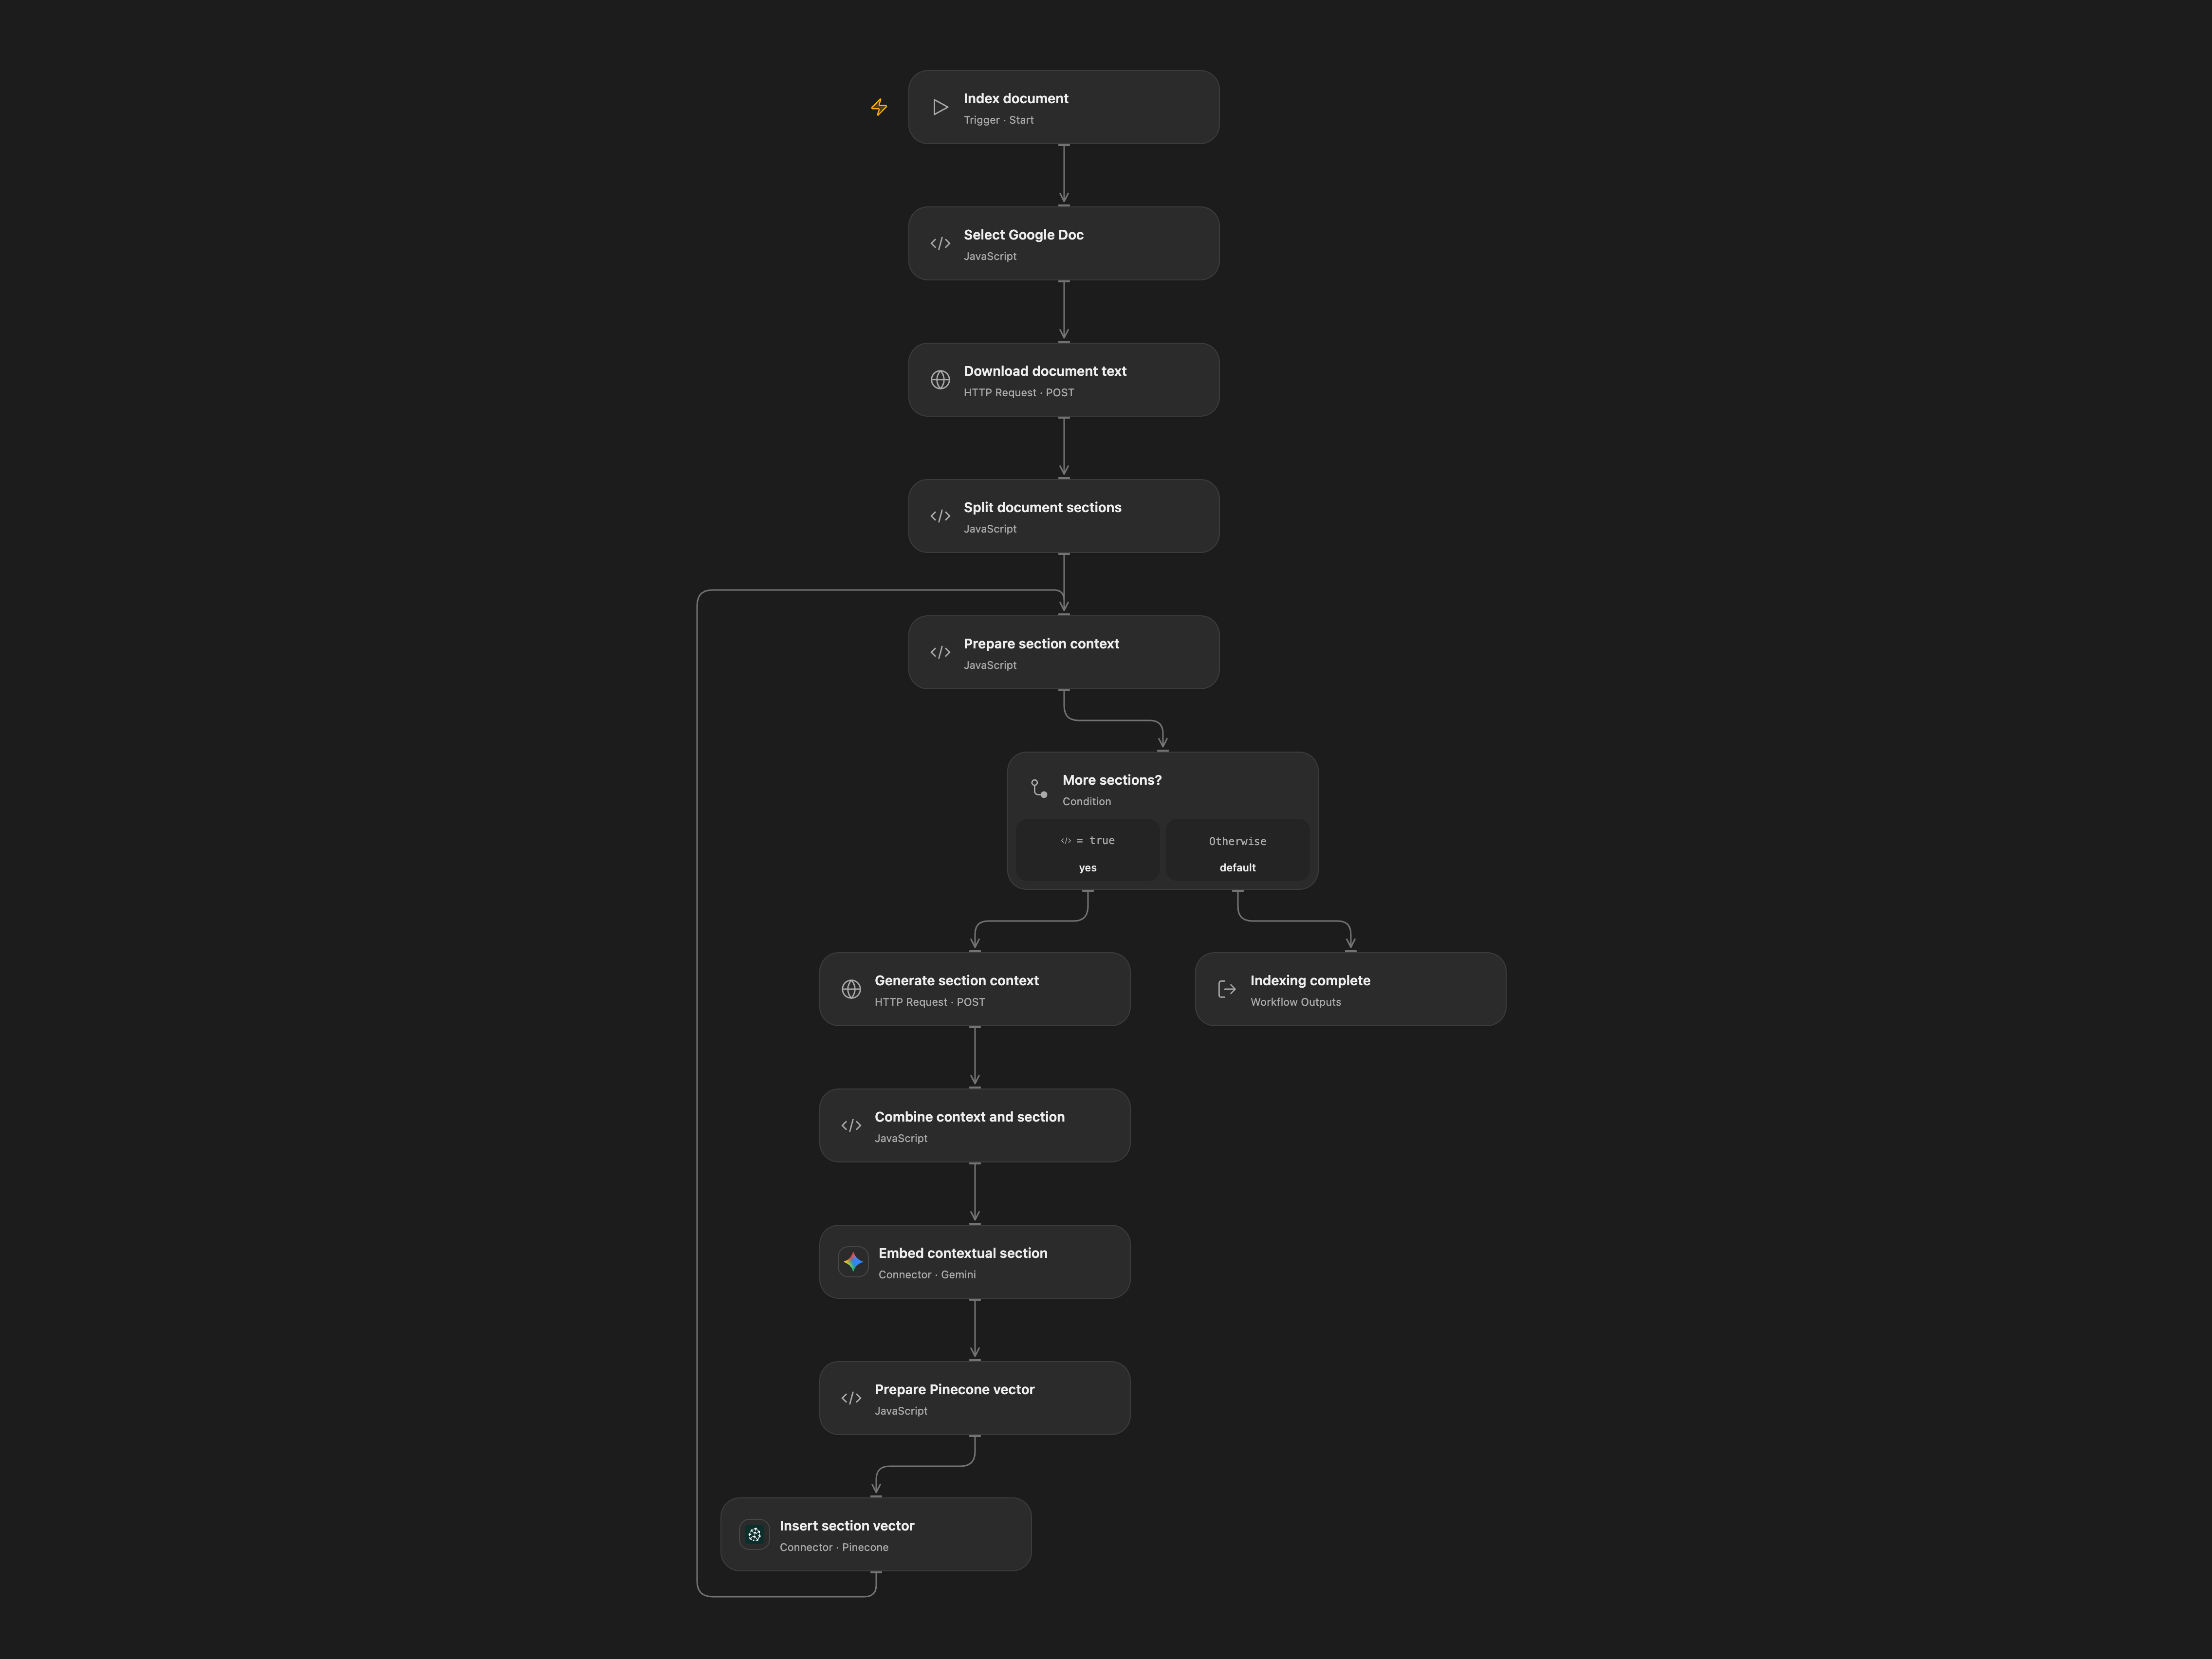 Index document
Trigger · Start
Select Google Doc
JavaScript
Download document text
HTTP Request · POST
Split document sections
JavaScript
Prepare section context
JavaScript
More sections?
Condition
</> = true
yes
Otherwise
default
Generate section context
HTTP Request · POST
Indexing complete
Workflow Outputs
Combine context and section
JavaScript
Embed contextual section
Connector · Gemini
Prepare Pinecone vector
JavaScript
Insert section vector
Connector · Pinecone